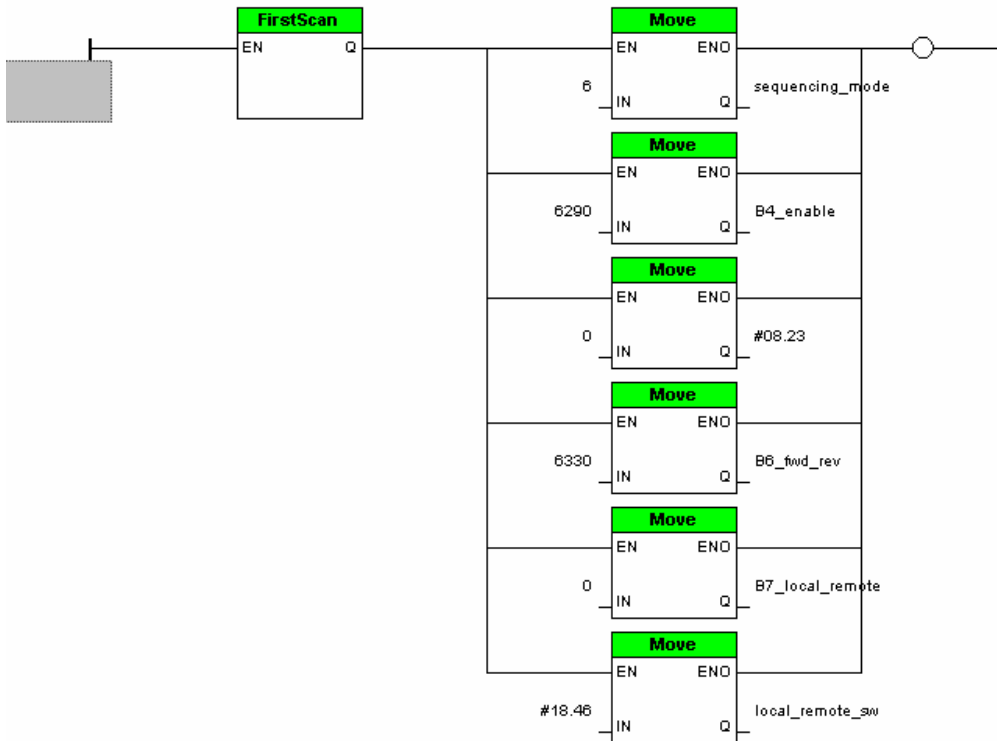 FirstScan Move
EN Q EN ENO
6 IN Q sequencing_mode
Move
EN ENO
6290 IN Q B4_enable
Move
EN ENO
0 IN Q #08.23
Move
EN ENO
6330 IN Q B6_fwd_rev
Move
EN ENO
0 IN Q B7_local_remote
Move
EN ENO
#18.46 IN Q local_remote_sw